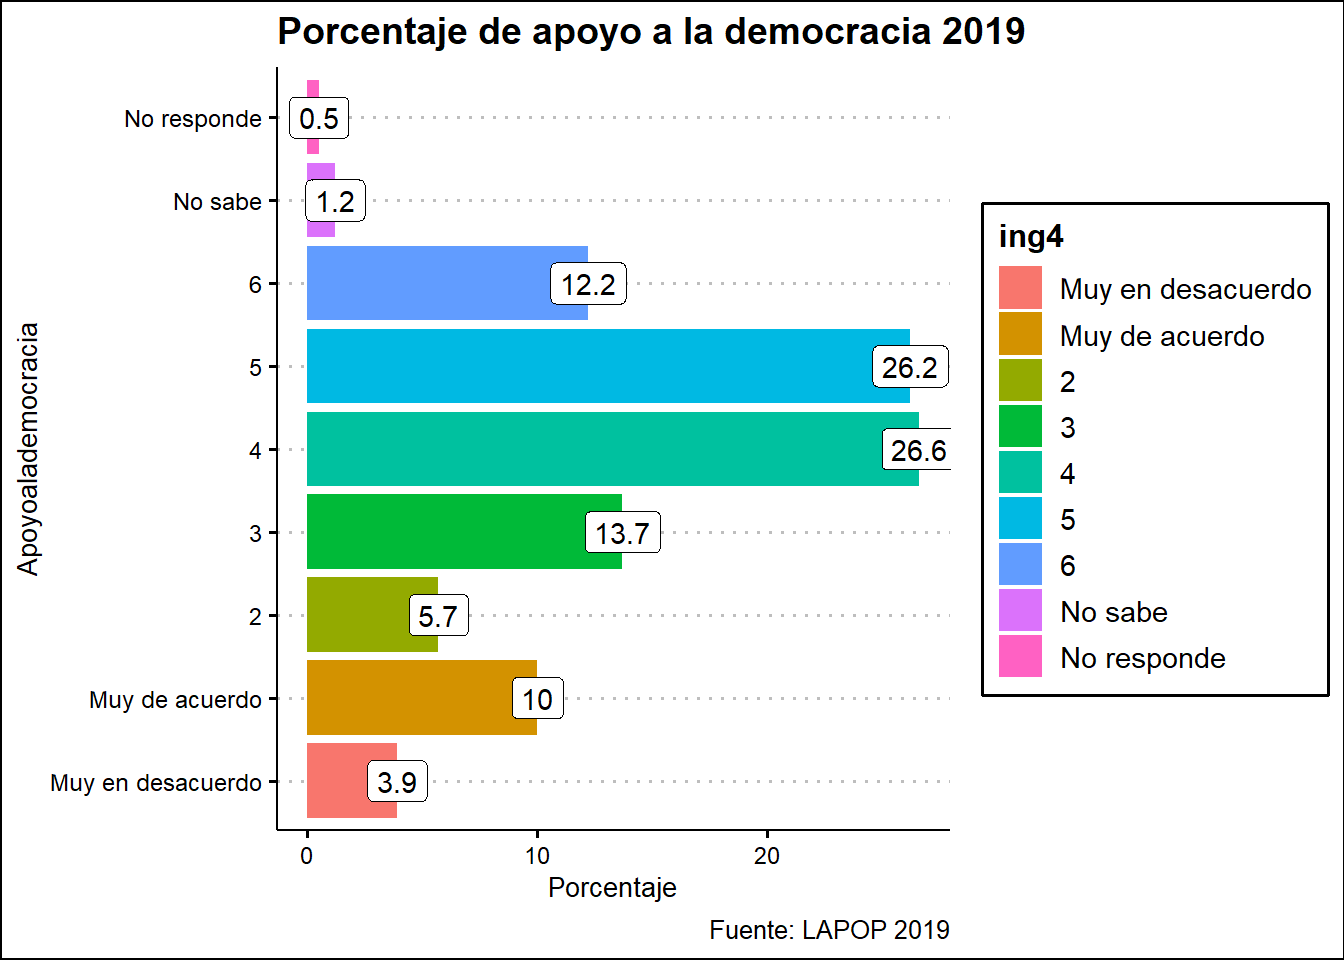 Porcentaje de apoyo a la democracia 2019
Apoyoalademocracia
No responde
0.5
No sabe
1.2
6
12.2
5
26.2
4
26.6
3
13.7
2
5.7
Muy de acuerdo
10
Muy en desacuerdo
3.9
0 10 20
Porcentaje
Fuente: LAPOP 2019
ing4
Muy en desacuerdo
Muy de acuerdo
2
3
4
5
6
No sabe
No responde